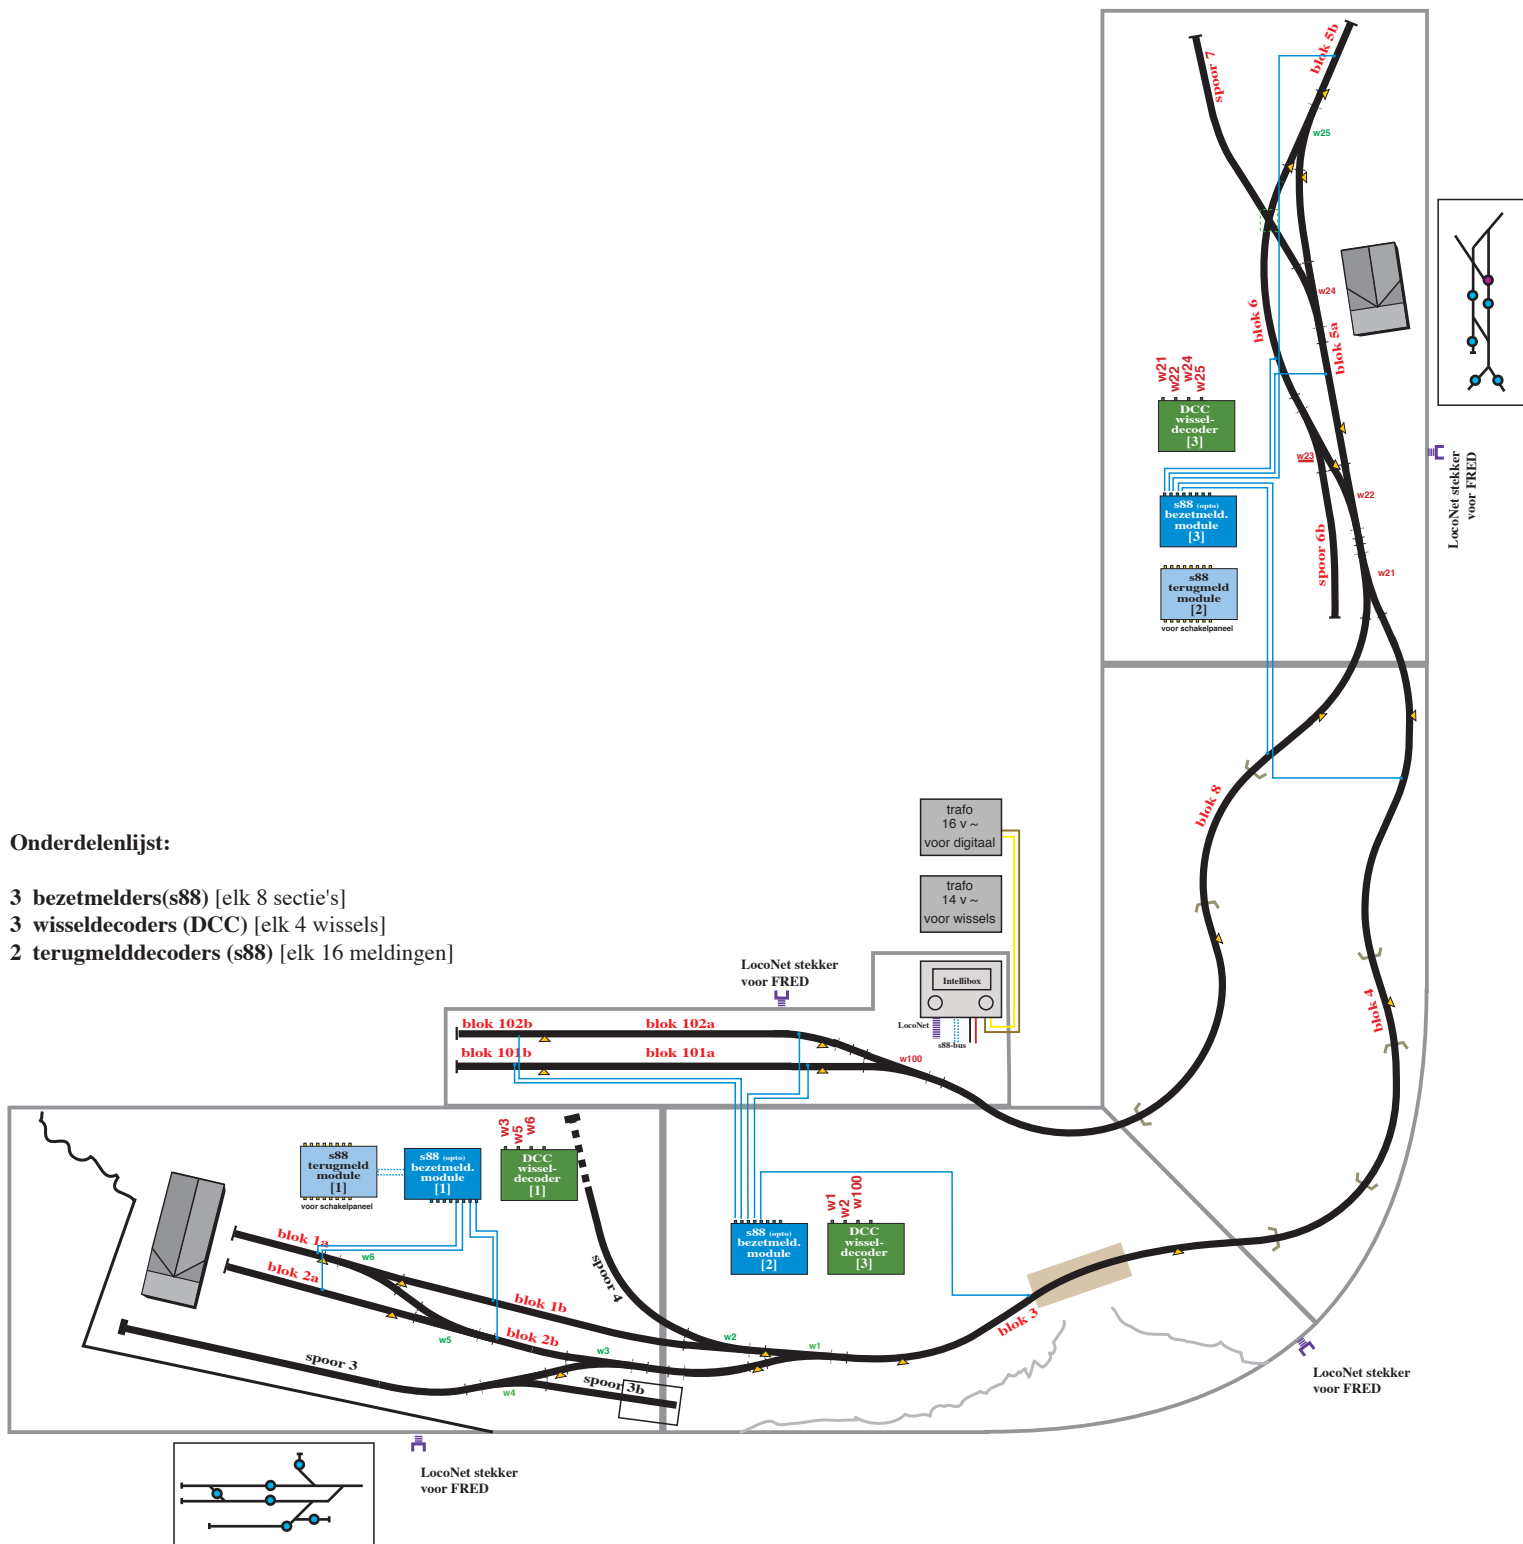 blok 5b
spoor 7
w25
w24
blok 6
blok 5a
w21
w22
w24
w25
DCC
wissel-
decoder
[3]
w23
w22
s88 (opto)
bezetmeld.
module
[3]
spoor 6b
LocoNet stekker
voor FRED
w21
s88
terugmeld
module
[2]
voor schakelpaneel
blok 8
trafo
16 v ~
voor digitaal
trafo
14 v ~
voor wissels
Onderdelenlijst:
3 bezetmelders(s88) [elk 8 sectie's]
3 wisseldecoders (DCC) [elk 4 wissels]
2 terugmelddecoders (s88) [elk 16 meldingen]
LocoNet stekker
voor FRED
Intellibox
LocoNet
s88-bus
blok 4
blok 102b
blok 102a
blok 101b
blok 101a
w100
w3
w5
w6
s88
terugmeld
module
[1]
voor schakelpaneel
s88 (opto)
bezetmeld.
module
[1]
DCC
wissel-
decoder
[1]
w1
w2
w100
s88 (opto)
bezetmeld.
module
[2]
DCC
wissel-
decoder
[3]
blok 1a
w6
blok 2a
spoor 4
blok 1b
blok 3
w5
blok 2b
w3
w2
w1
spoor 3
w4
spoor 3b
LocoNet stekker
voor FRED
LocoNet stekker
voor FRED